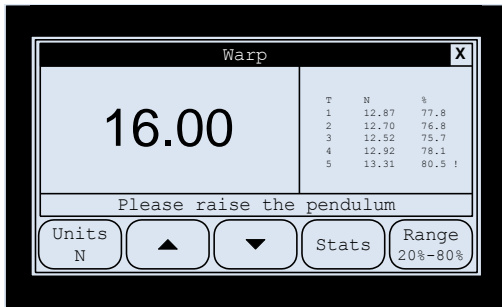 Warp X
16.00
T N %
1 12.87 77.8
2 12.70 76.8
3 12.52 75.7
4 12.92 78.1
5 13.31 80.5 !
Please raise the pendulum
Units
N
▲
▼
Stats
Range
20%-80%